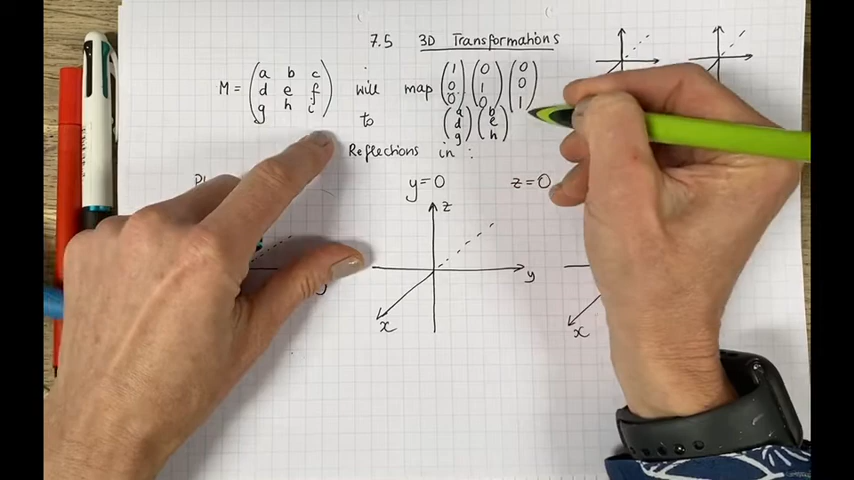 7.5 3D Transformations
M = (a b c / d e f / g h i) will map (1 0 0) (0 1 0) (0 0 1)
to (a d g) (b e h)
Reflections in :
y=0 z=0
z
y y
x x